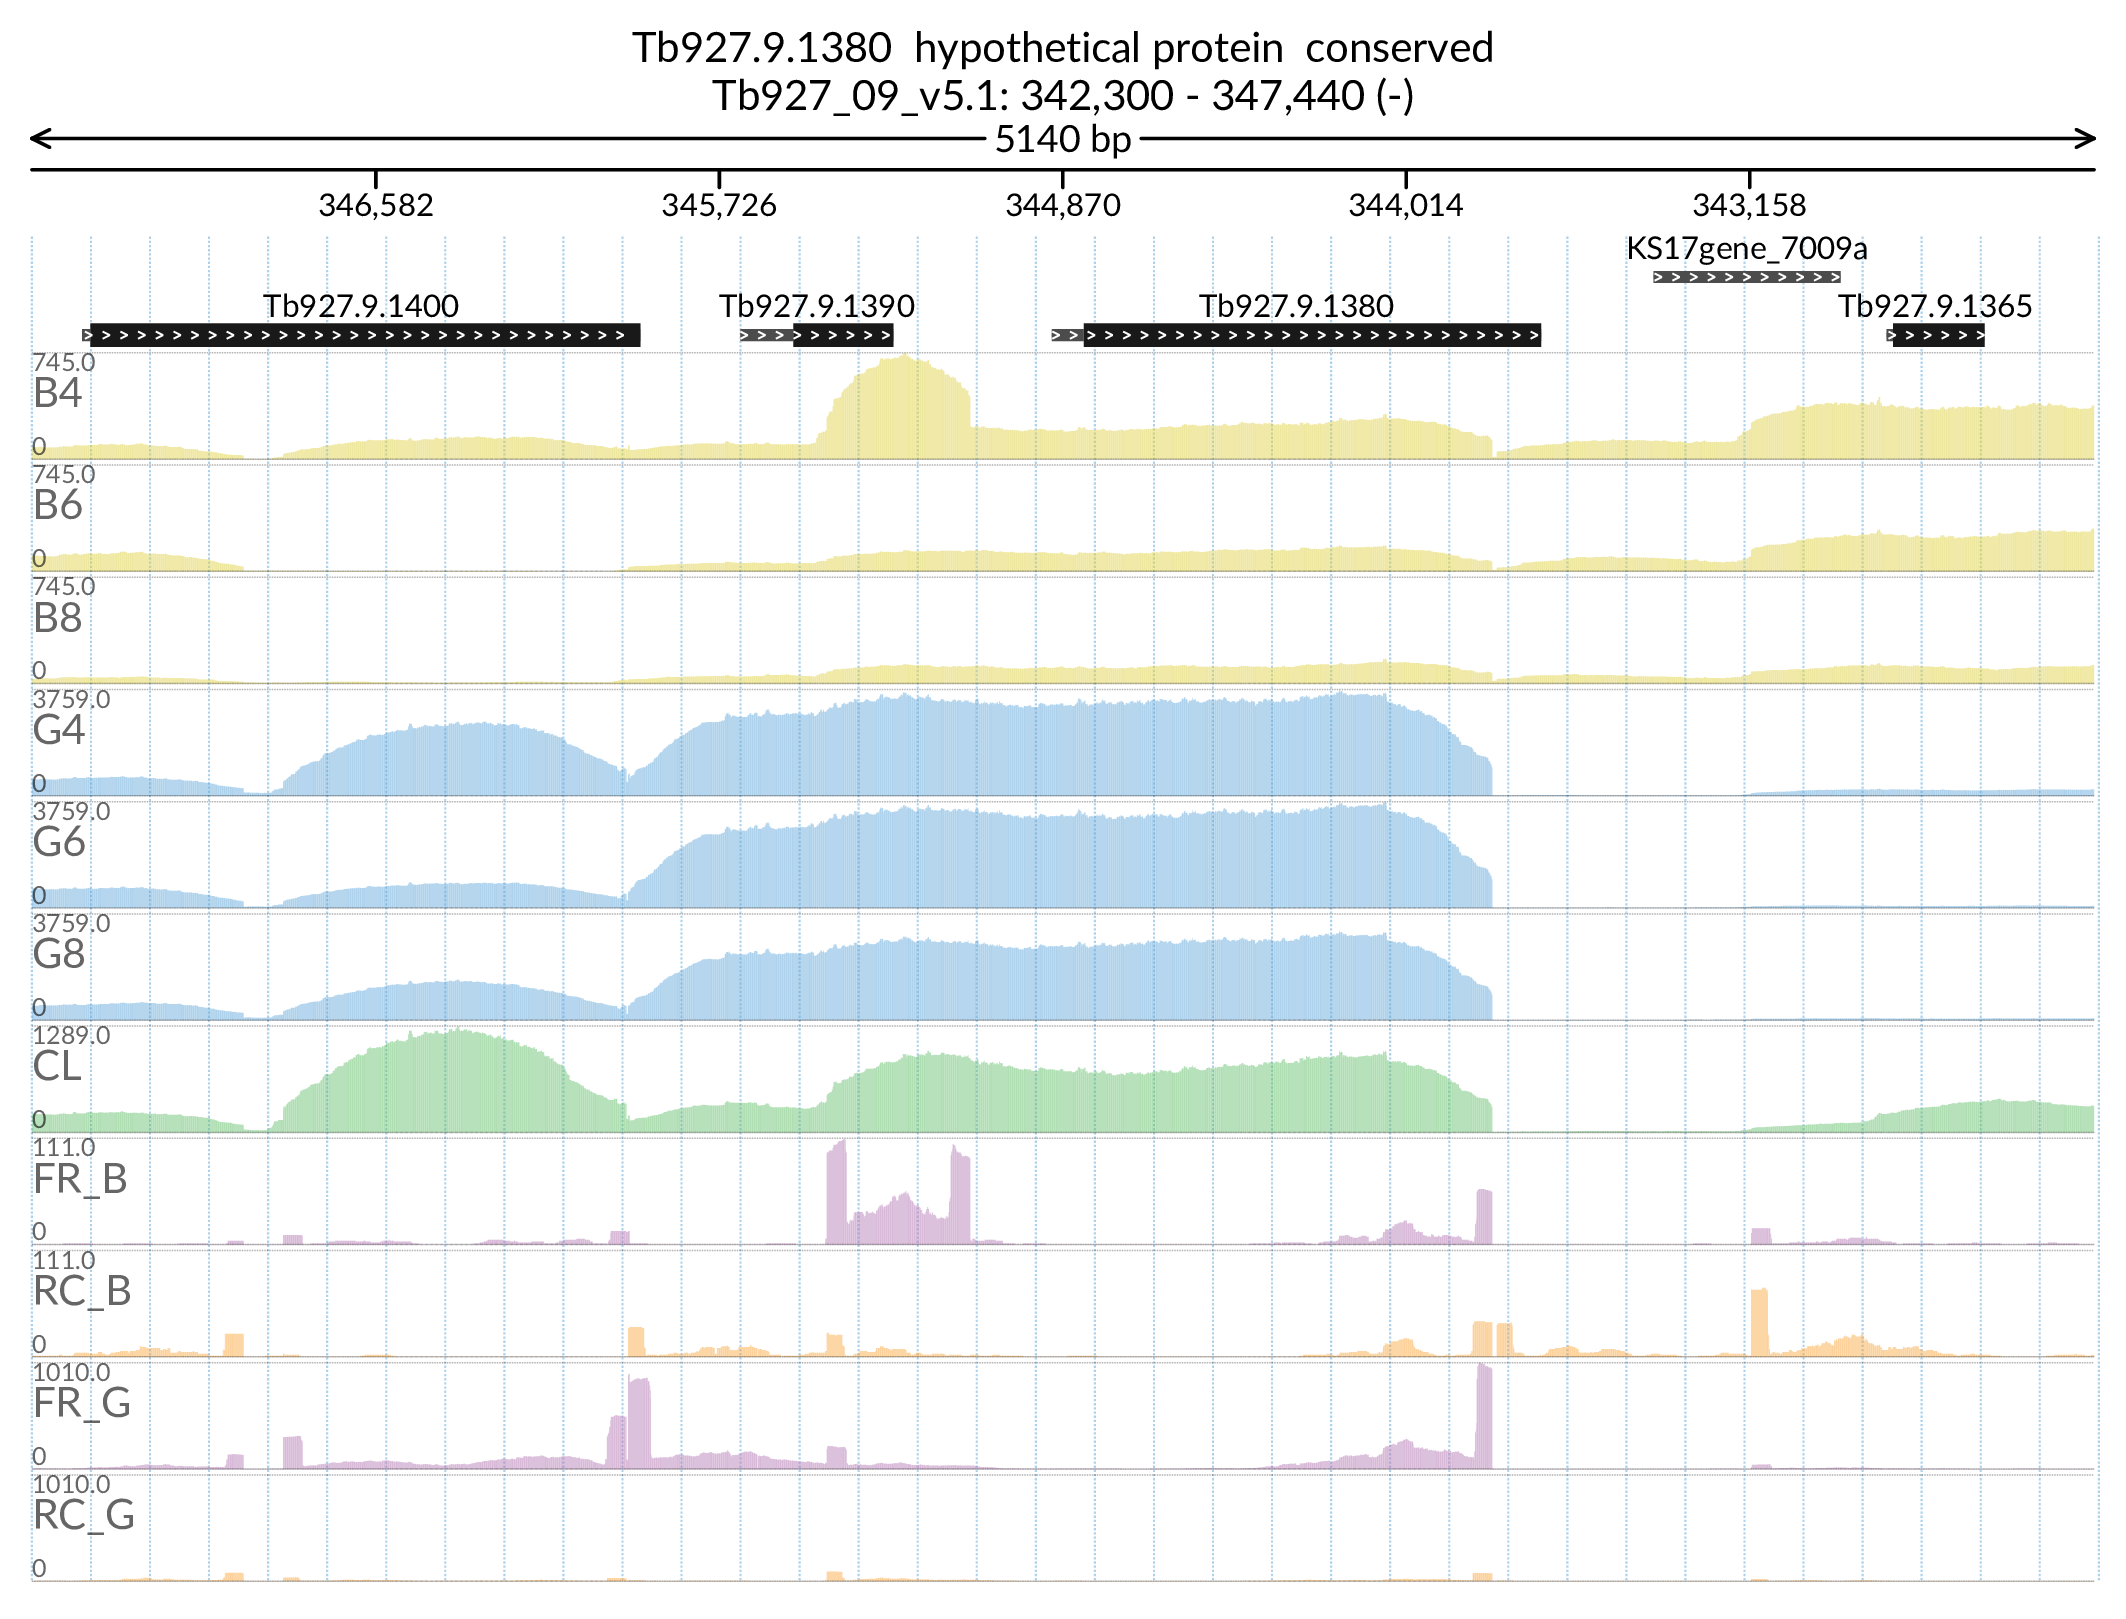 Tb927.9.1380 hypothetical protein conserved
Tb927_09_v5.1: 342,300 - 347,440 (-)
5140 bp
346,582 345,726 344,870 344,014 343,158
KS17gene_7009a
Tb927.9.1400 Tb927.9.1390 Tb927.9.1380 Tb927.9.1365
745.0
B4
0
745.0
B6
0
745.0
B8
0
3759.0
G4
0
3759.0
G6
0
3759.0
G8
0
1289.0
CL
0
111.0
FR_B
0
111.0
RC_B
0
1010.0
FR_G
0
1010.0
RC_G
0